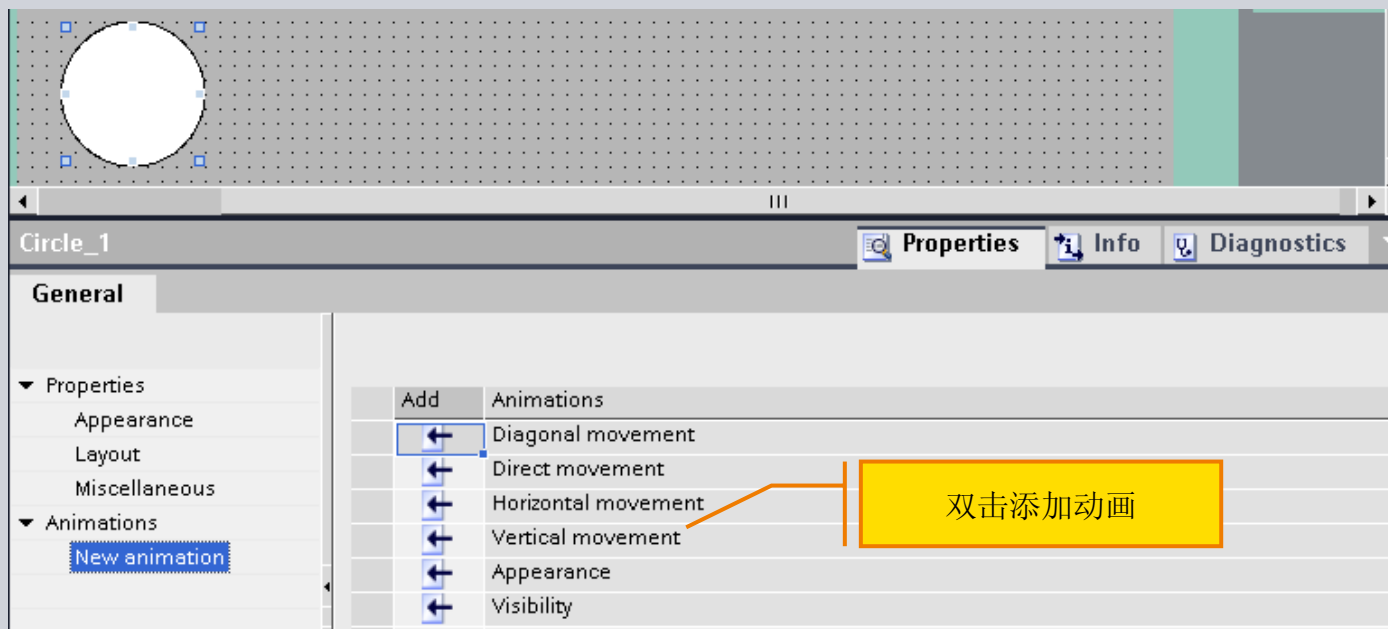 Circle_1
Properties
Info
Diagnostics
General
Properties
Appearance
Layout
Miscellaneous
Animations
New animation
Add Animations
Diagonal movement
Direct movement
Horizontal movement
Vertical movement
Appearance
Visibility
双击添加动画